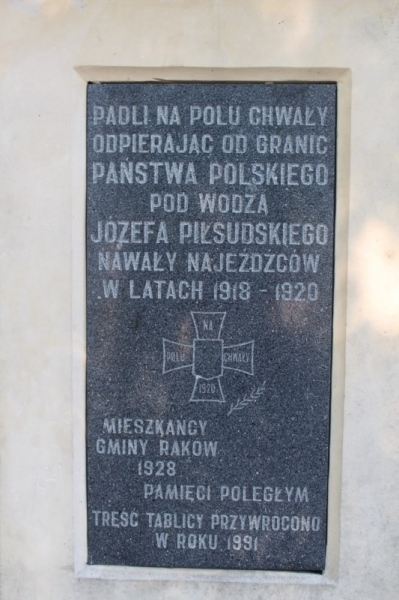 PADLI NA POLU CHWAŁY
ODPIERAJĄC OD GRANIC
PAŃSTWA POLSKIEGO
POD WODZĄ
JÓZEFA PIŁSUDSKIEGO
NAWAŁY NAJEŹDZCÓW
W LATACH 1918 - 1920
NA
POLU CHWAŁY
1920
MIESZKAŃCY
GMINY RAKÓW
1928
PAMIĘCI POLEGŁYM
TREŚĆ TABLICY PRZYWRÓCONO
W ROKU 1991